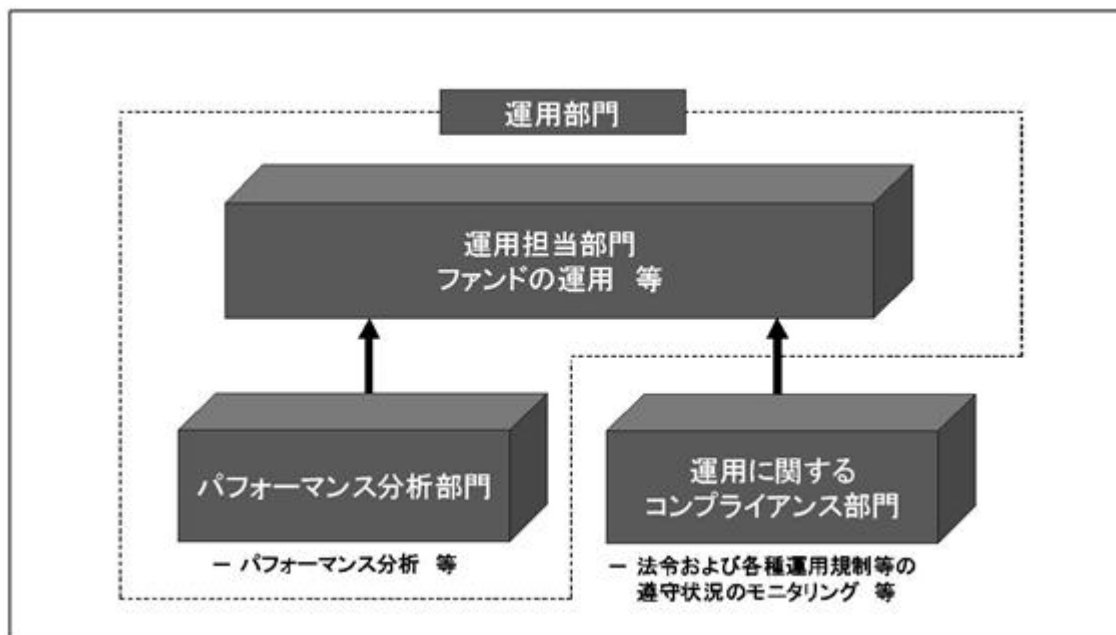 運用部門
運用担当部門
ファンドの運用 等
パフォーマンス分析部門
－ パフォーマンス分析 等
運用に関する
コンプライアンス部門
－ 法令および各種運用規制等の
遵守状況のモニタリング 等